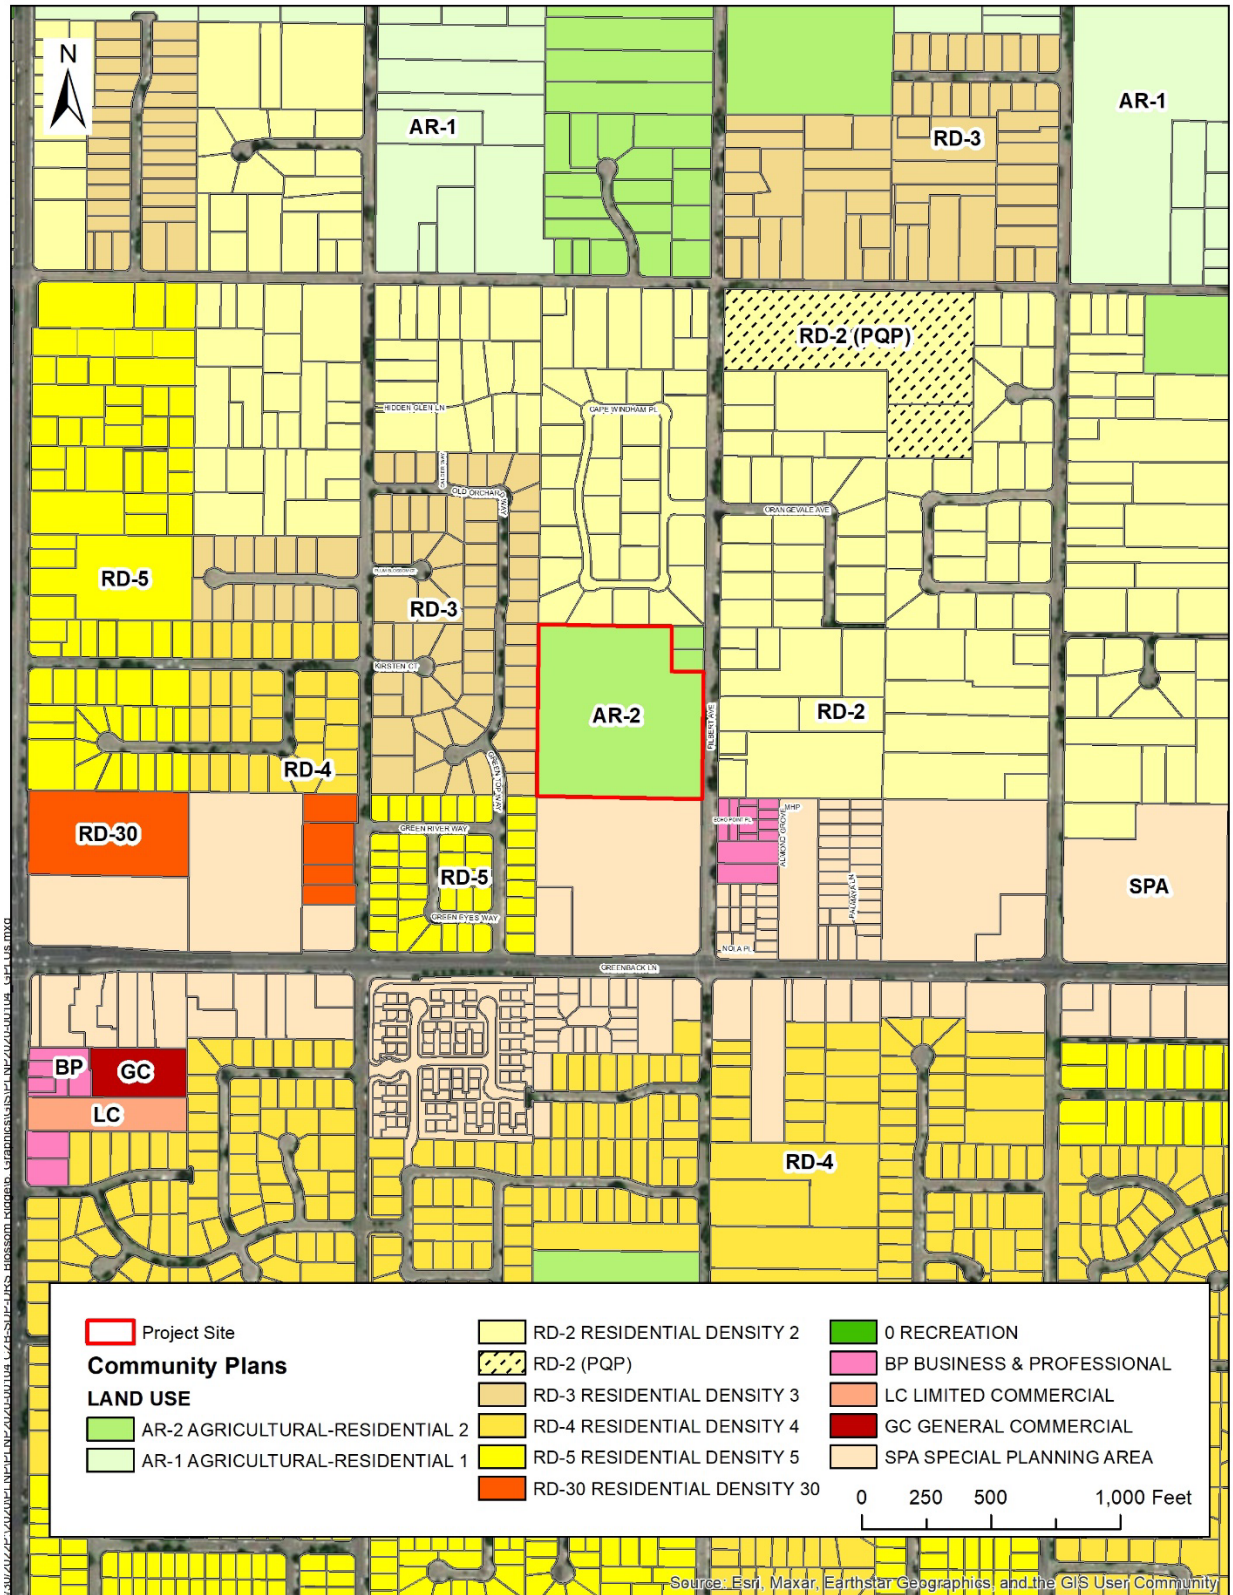 N
AR-1
AR-1
RD-3
RD-2 (PQP)
HIDDEN GLEN LN
CAPE WINDHAM PL
OLD ORCHARD WAY
ORANGEVALE AVE
RD-5
RD-3
KIRSTEN CT
AR-2
RD-2
FILBERT AVE
RD-4
GREEN TOP WAY
RD-30
GREEN RIVER WAY
ECHO POINT PL
ALMOND GROVE MHP
RD-5
PALMAYA LN
SPA
GREEN EYES WAY
NOLA PL
GREENBACK LN
BP
GC
LC
RD-4
Project Site
Community Plans
LAND USE
AR-2 AGRICULTURAL-RESIDENTIAL 2
AR-1 AGRICULTURAL-RESIDENTIAL 1
RD-2 RESIDENTIAL DENSITY 2
RD-2 (PQP)
RD-3 RESIDENTIAL DENSITY 3
RD-4 RESIDENTIAL DENSITY 4
RD-5 RESIDENTIAL DENSITY 5
RD-30 RESIDENTIAL DENSITY 30
0 RECREATION
BP BUSINESS & PROFESSIONAL
LC LIMITED COMMERCIAL
GC GENERAL COMMERCIAL
SPA SPECIAL PLANNING AREA
0 250 500 1,000 Feet
Source: Esri, Maxar, Earthstar Geographics, and the GIS User Community